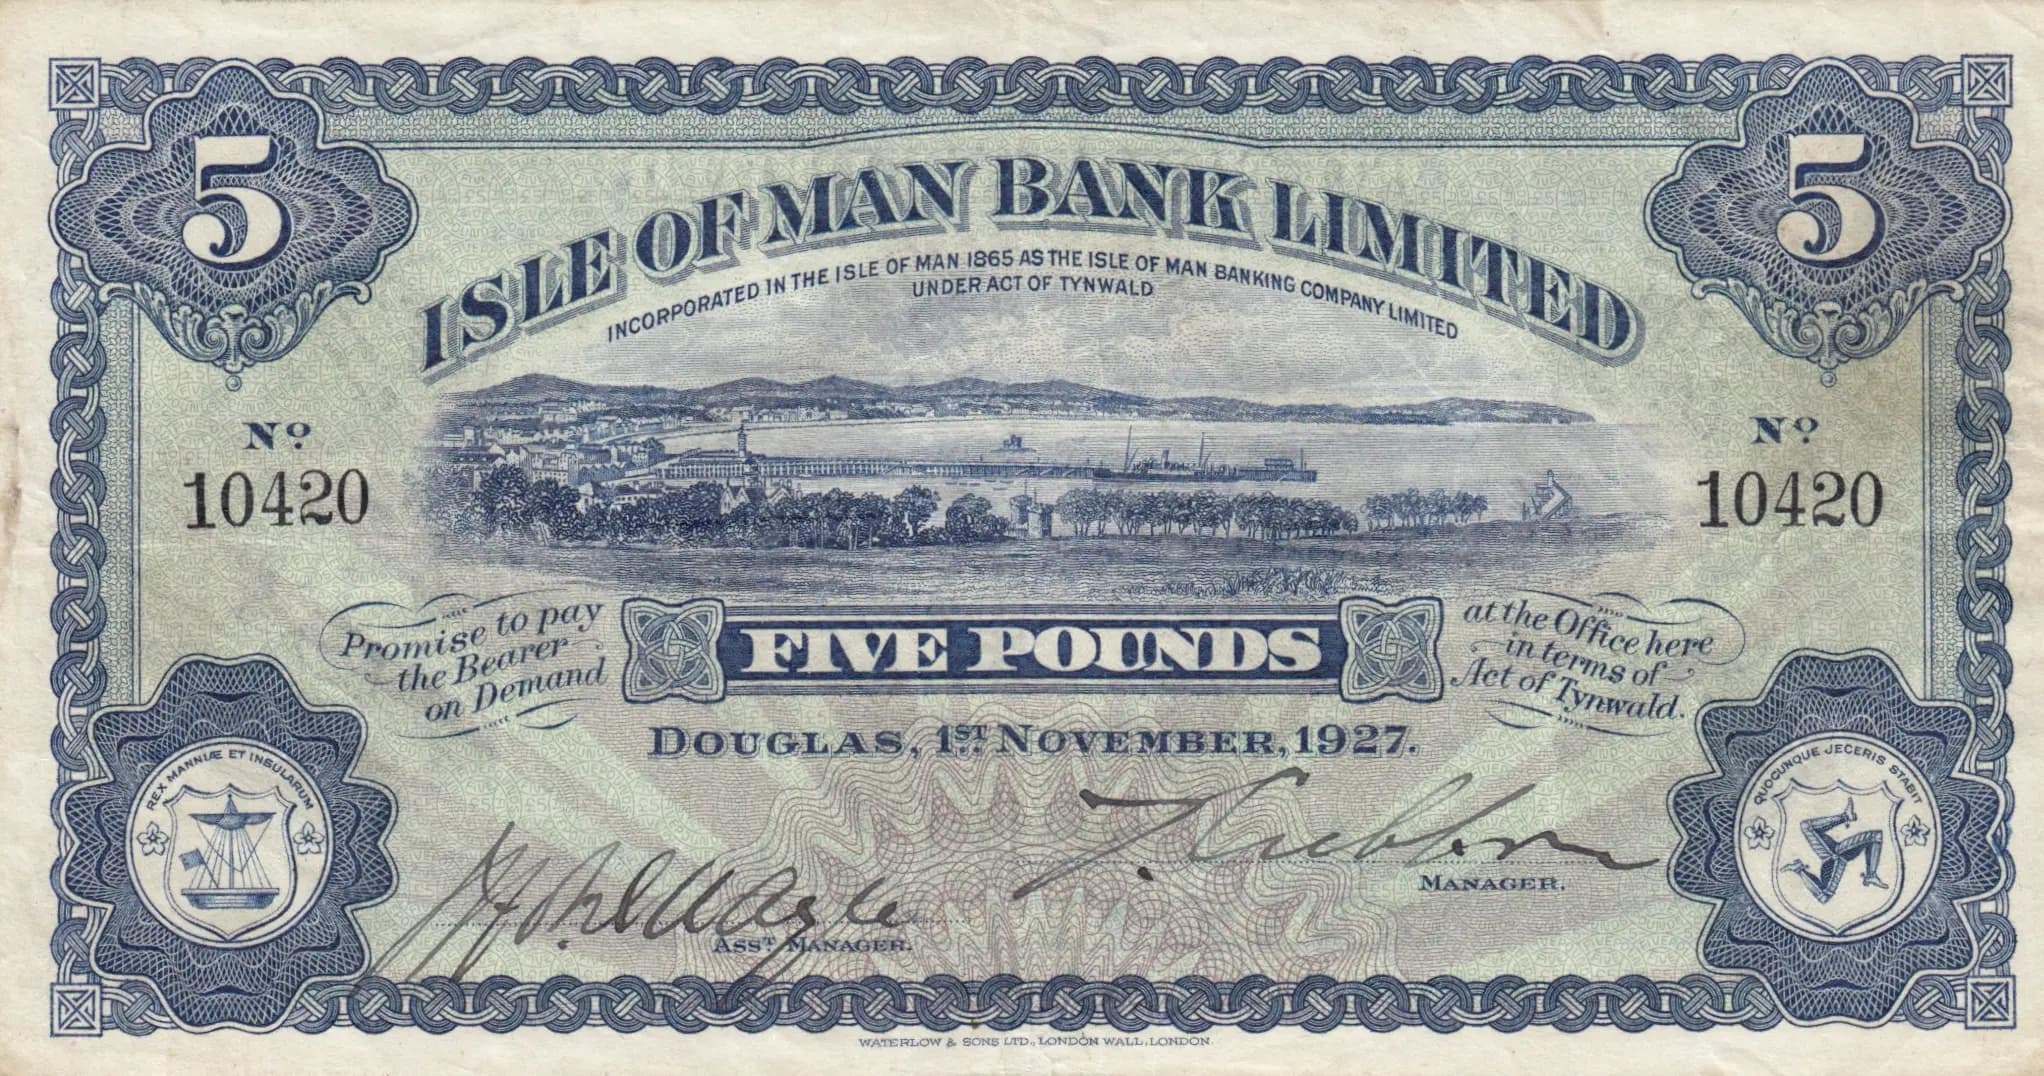 5
5
ISLE OF MAN BANK LIMITED
INCORPORATED IN THE ISLE OF MAN 1865 AS THE ISLE OF MAN BANKING COMPANY LIMITED
UNDER ACT OF TYNWALD
Nº
10420
Nº
10420
Promise to pay
the Bearer
on Demand
FIVE POUNDS
at the Office here
in terms of
Act of Tynwald.
DOUGLAS, 1ST NOVEMBER, 1927.
REX MANNIÆ ET INSULARUM
QUOCUNQUE JECERIS STABIT
MANAGER.
ASST MANAGER.
WATERLOW & SONS LTD., LONDON WALL, LONDON.